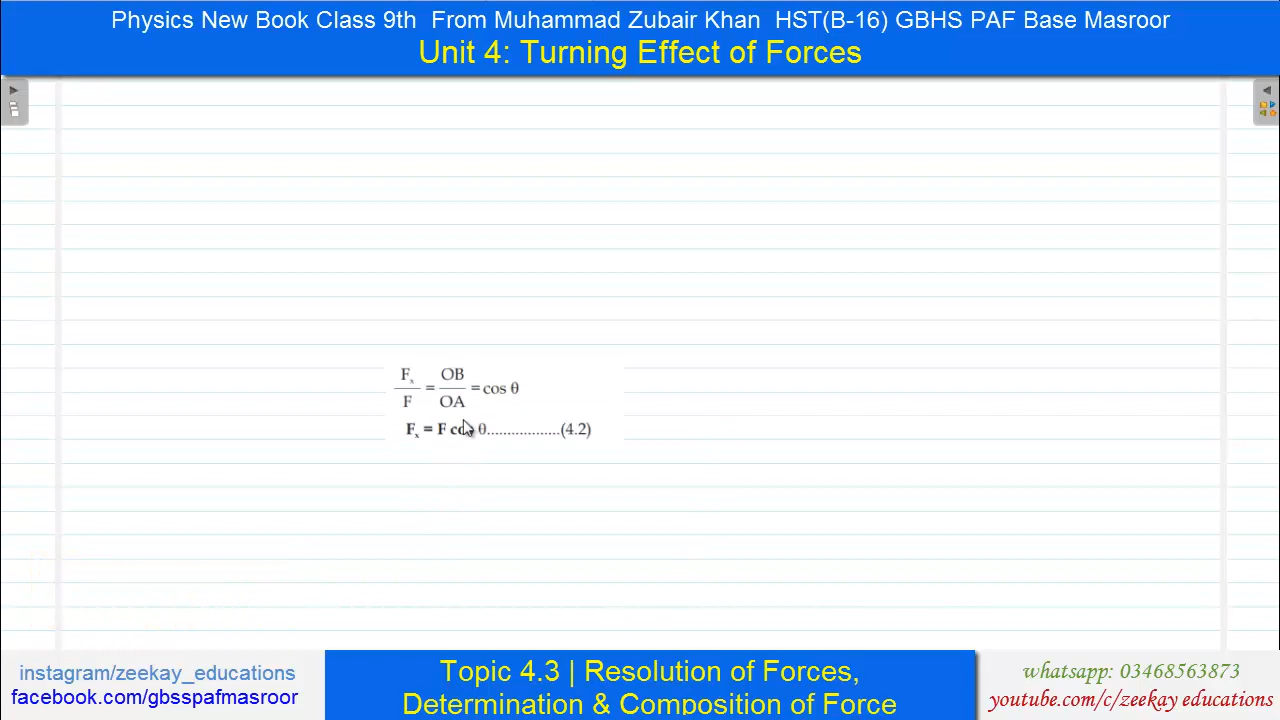 Physics New Book Class 9th From Muhammad Zubair Khan HST(B-16) GBHS PAF Base Masroor
Unit 4: Turning Effect of Forces
Fₓ/F = OB/OA = cos θ
Fₓ = F cos θ..................(4.2)
instagram/zeekay_educations
facebook.com/gbsspafmasroor
Topic 4.3 | Resolution of Forces,
Determination & Composition of Force
whatsapp: 03468563873
youtube.com/c/zeekay educations